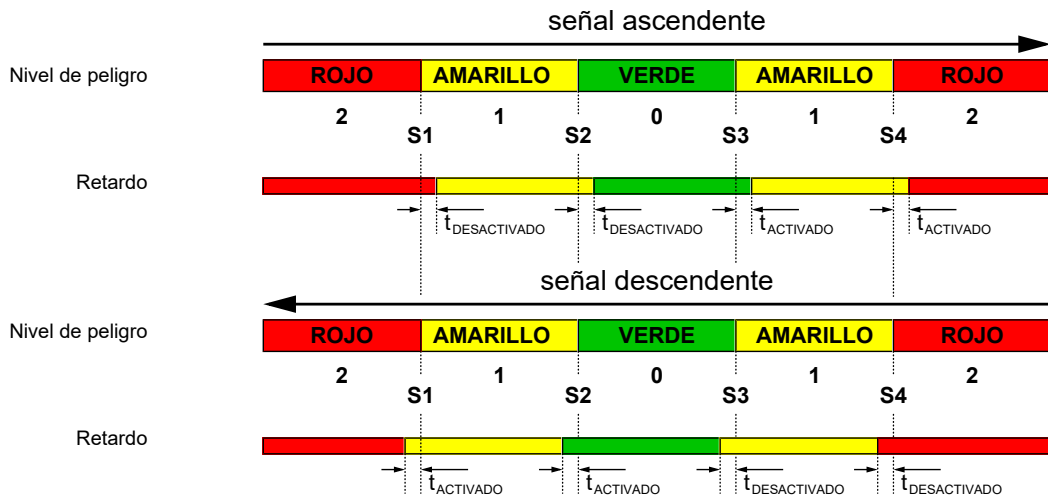 señal ascendente
Nivel de peligro ROJO AMARILLO VERDE AMARILLO ROJO
2 1 0 1 2
S1 S2 S3 S4
Retardo
tDESACTIVADO tDESACTIVADO tACTIVADO tACTIVADO
señal descendente
Nivel de peligro ROJO AMARILLO VERDE AMARILLO ROJO
2 1 0 1 2
S1 S2 S3 S4
Retardo
tACTIVADO tACTIVADO tDESACTIVADO tDESACTIVADO